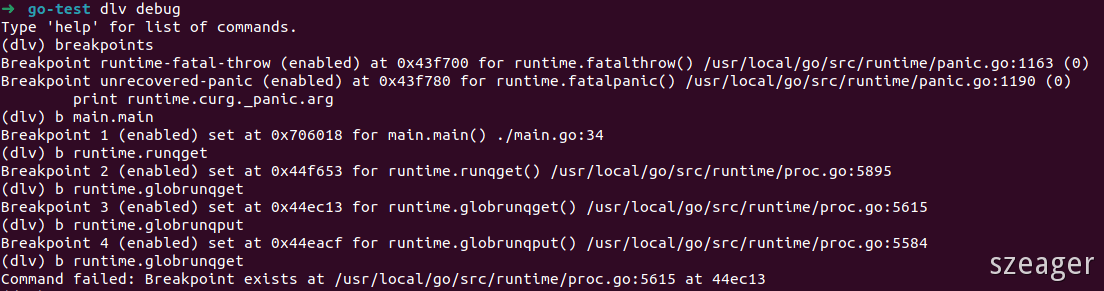 → go-test dlv debug
Type 'help' for list of commands.
(dlv) breakpoints
Breakpoint runtime-fatal-throw (enabled) at 0x43f700 for runtime.fatalthrow() /usr/local/go/src/runtime/panic.go:1163 (0)
Breakpoint unrecovered-panic (enabled) at 0x43f780 for runtime.fatalpanic() /usr/local/go/src/runtime/panic.go:1190 (0)
        print runtime.curg._panic.arg
(dlv) b main.main
Breakpoint 1 (enabled) set at 0x706018 for main.main() ./main.go:34
(dlv) b runtime.runqget
Breakpoint 2 (enabled) set at 0x44f653 for runtime.runqget() /usr/local/go/src/runtime/proc.go:5895
(dlv) b runtime.globrunqget
Breakpoint 3 (enabled) set at 0x44ec13 for runtime.globrunqget() /usr/local/go/src/runtime/proc.go:5615
(dlv) b runtime.globrunqput
Breakpoint 4 (enabled) set at 0x44eacf for runtime.globrunqput() /usr/local/go/src/runtime/proc.go:5584
(dlv) b runtime.globrunqget
Command failed: Breakpoint exists at /usr/local/go/src/runtime/proc.go:5615 at 44ec13
szeager